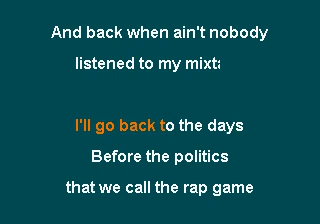 And back when ain't nobody
listened to my mixta
I'll go back to the days
Before the politics
that we call the rap game